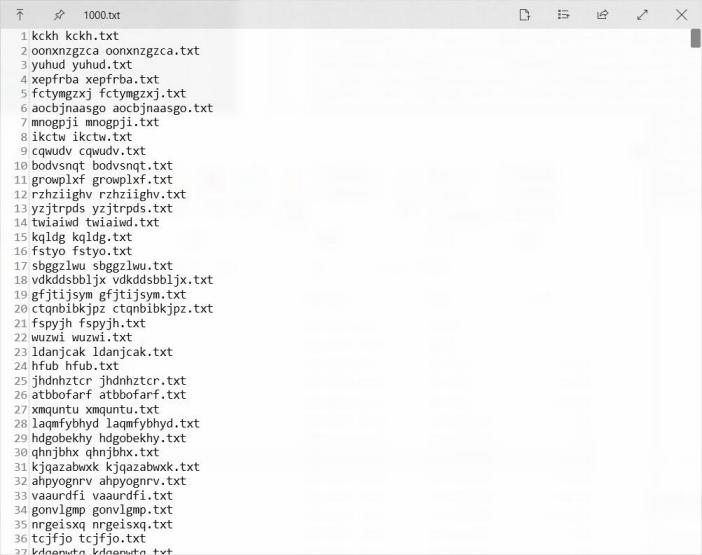 1000.txt
1 kckh kckh.txt
2 oonxnzgzca oonxnzgzca.txt
3 yuhud yuhud.txt
4 xepfrba xepfrba.txt
5 fctymgzxj fctymgzxj.txt
6 aocbjnaasgo aocbjnaasgo.txt
7 mnogpji mnogpji.txt
8 ikctw ikctw.txt
9 cqwudv cqwudv.txt
10 bodvsnqt bodvsnqt.txt
11 growplxf growplxf.txt
12 rzhziighv rzhziighv.txt
13 yzjtrpds yzjtrpds.txt
14 twiaiwd twiaiwd.txt
15 kqldg kqldg.txt
16 fstyo fstyo.txt
17 sbggzlwu sbggzlwu.txt
18 vdkddsbbljx vdkddsbbljx.txt
19 gfjtijsym gfjtijsym.txt
20 ctqnbibkjpz ctqnbibkjpz.txt
21 fspyjh fspyjh.txt
22 wuzwi wuzwi.txt
23 ldanjcak ldanjcak.txt
24 hfub hfub.txt
25 jhdnhztcr jhdnhztcr.txt
26 atbbofarf atbbofarf.txt
27 xmquntu xmquntu.txt
28 laqmfybhyd laqmfybhyd.txt
29 hdgobekhy hdgobekhy.txt
30 qhnjbhx qhnjbhx.txt
31 kjqazabwxk kjqazabwxk.txt
32 ahpyognrv ahpyognrv.txt
33 vaaurdfi vaaurdfi.txt
34 gonvlgmp gonvlgmp.txt
35 nrgeisxq nrgeisxq.txt
36 tcjfjo tcjfjo.txt
37